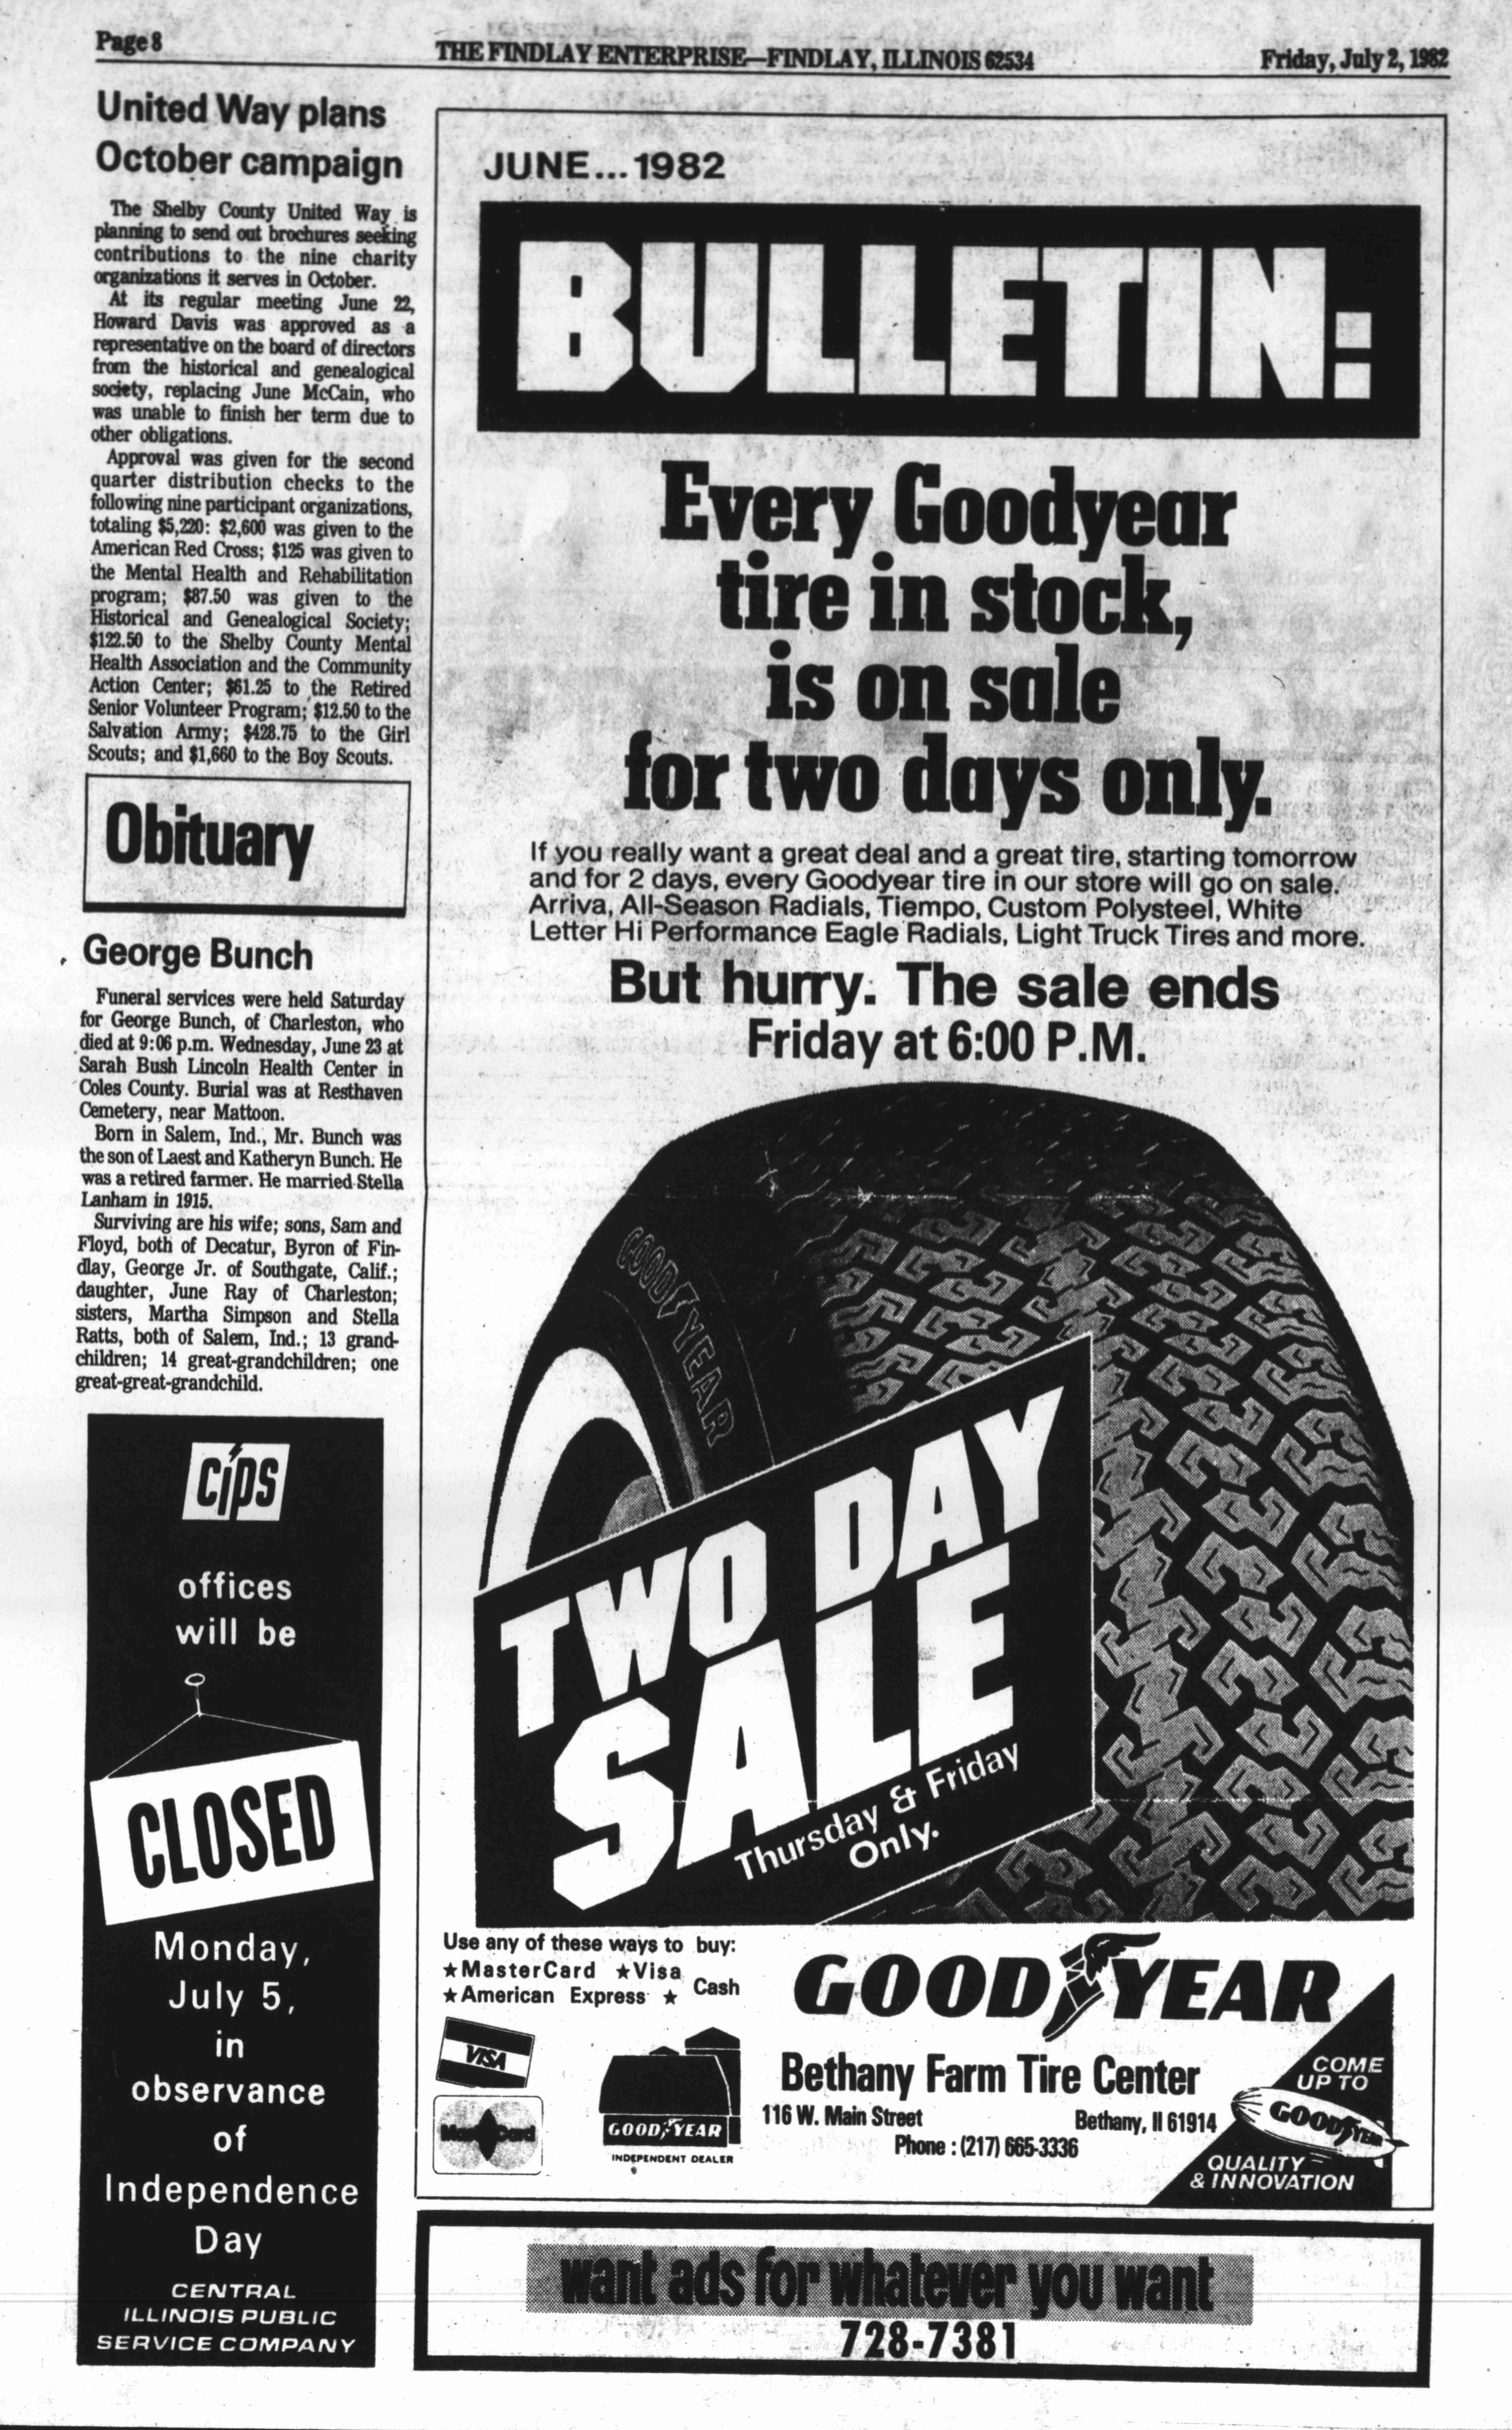 Page 8
THE FINDLAY ENTERPRISE—FINDLAY, ILLINOIS 62534
Friday, July 2, 1982
United Way plans
October campaign
The Shelby County United Way is
planning to send out brochures seeking
contributions to the nine charity
organizations it serves in October.
At its regular meeting June 22,
Howard Davis was approved as a
representative on the board of directors
from the historical and genealogical
society, replacing June McCain, who
was unable to finish her term due to
other obligations.
Approval was given for the second
quarter distribution checks to the
following nine participant organizations,
totaling $5,220: $2,600 was given to the
American Red Cross; $125 was given to
the Mental Health and Rehabilitation
program; $87.50 was given to the
Historical and Genealogical Society;
$122.50 to the Shelby County Mental
Health Association and the Community
Action Center; $61.25 to the Retired
Senior Volunteer Program; $12.50 to the
Salvation Army; $428.75 to the Girl
Scouts; and $1,660 to the Boy Scouts.
Obituary
George Bunch
Funeral services were held Saturday
for George Bunch, of Charleston, who
died at 9:06 p.m. Wednesday, June 23 at
Sarah Bush Lincoln Health Center in
Coles County. Burial was at Resthaven
Cemetery, near Mattoon.
Born in Salem, Ind., Mr. Bunch was
the son of Laest and Katheryn Bunch. He
was a retired farmer. He married Stella
Lanham in 1915.
Surviving are his wife; sons, Sam and
Floyd, both of Decatur, Byron of Fin-
dlay, George Jr. of Southgate, Calif.;
daughter, June Ray of Charleston;
sisters, Martha Simpson and Stella
Ratts, both of Salem, Ind.; 13 grand-
children; 14 great-grandchildren; one
great-great-grandchild.
cips
offices
will be
CLOSED
Monday,
July 5,
in
observance
of
Independence
Day
CENTRAL
ILLINOIS PUBLIC
SERVICE COMPANY
JUNE...1982
BULLETIN:
Every Goodyear
tire in stock,
is on sale
for two days only.
If you really want a great deal and a great tire, starting tomorrow
and for 2 days, every Goodyear tire in our store will go on sale.
Arriva, All-Season Radials, Tiempo, Custom Polysteel, White
Letter Hi Performance Eagle Radials, Light Truck Tires and more.
But hurry. The sale ends
Friday at 6:00 P.M.
GOODYEAR
TWO DAY
SALE
Thursday & Friday
Only.
Use any of these ways to buy:
★MasterCard ★Visa
★American Express ★ Cash
VISA
MasterCard
GOODYEAR
INDEPENDENT DEALER
GOODYEAR
Bethany Farm Tire Center
116 W. Main Street
Bethany, Il 61914
Phone : (217) 665-3336
COME
UP TO
GOODYEAR
QUALITY
& INNOVATION
want ads for whatever you want
728-7381